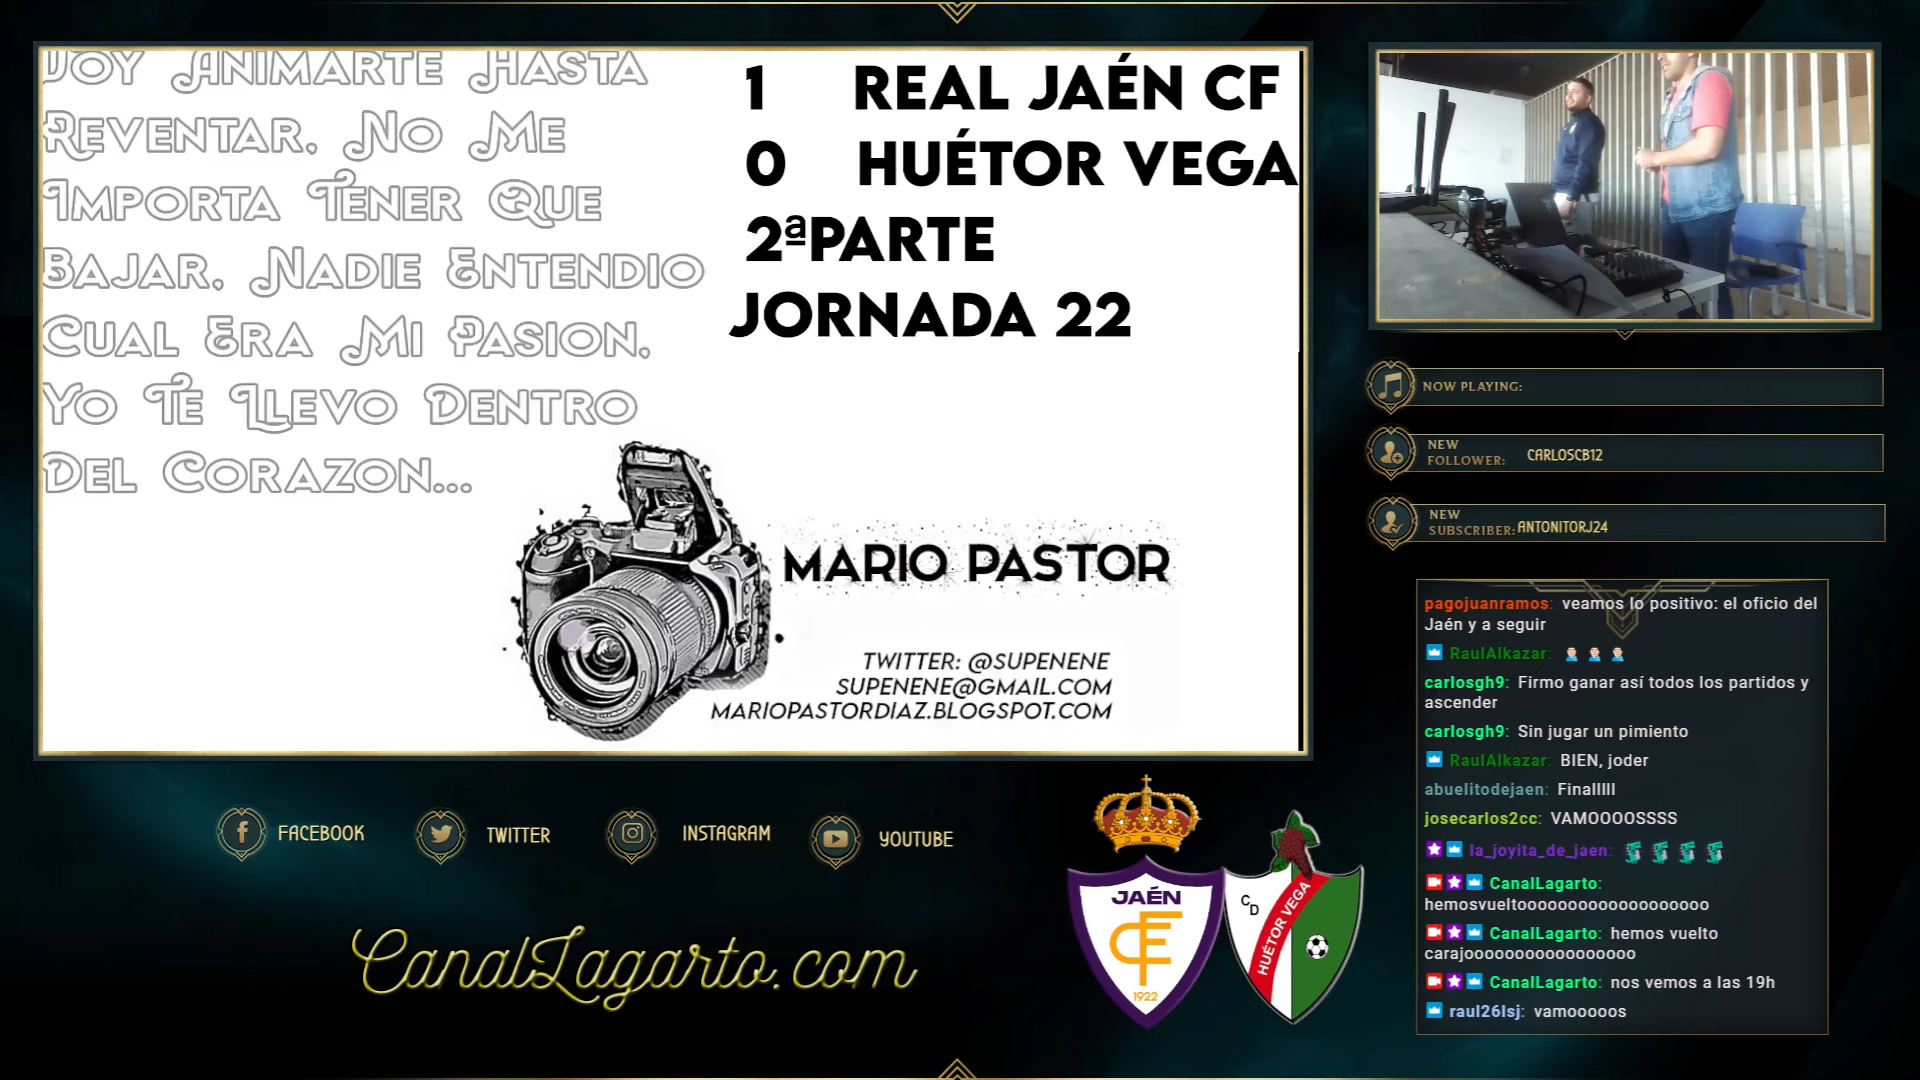 Voy Animarte Hasta
Reventar, No Me
Importa Tener Que
Bajar, Nadie Entendio
Cual Era Mi Pasion,
Yo Te Llevo Dentro
Del Corazon...
1 REAL JAÉN CF
0 HUÉTOR VEGA
2ªPARTE
JORNADA 22
MARIO PASTOR
TWITTER: @SUPENENE
SUPENENE@GMAIL.COM
MARIOPASTORDIAZ.BLOGSPOT.COM
NOW PLAYING:
NEW
FOLLOWER: CARLOSCB12
NEW
SUBSCRIBER: ANTONITORJ24
pagojuanramos: veamos lo positivo: el oficio del
Jaén y a seguir
RaulAlkazar:
carlosgh9: Firmo ganar así todos los partidos y
ascender
carlosgh9: Sin jugar un pimiento
RaulAlkazar: BIEN, joder
abuelitodejaen: Finalllll
josecarlos2cc: VAMOOOOSSSS
la_joyita_de_jaen:
CanalLagarto:
hemosvueltooooooooooooooooooo
CanalLagarto: hemos vuelto
carajooooooooooooooooo
CanalLagarto: nos vemos a las 19h
raul26lsj: vamooooos
FACEBOOK
TWITTER
INSTAGRAM
YOUTUBE
CanalLagarto.com
JAÉN
CF
1922
CD
HUÉTOR VEGA